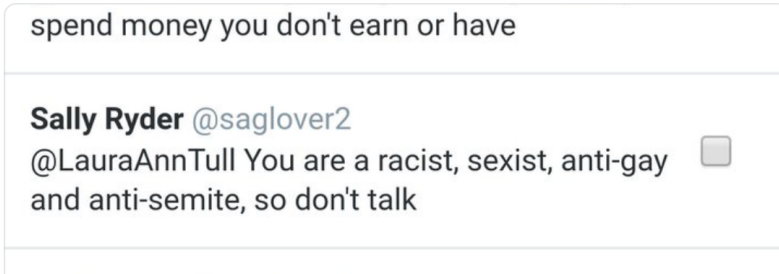 spend money you don't earn or have
Sally Ryder @saglover2
@LauraAnnTull You are a racist, sexist, anti-gay
and anti-semite, so don't talk